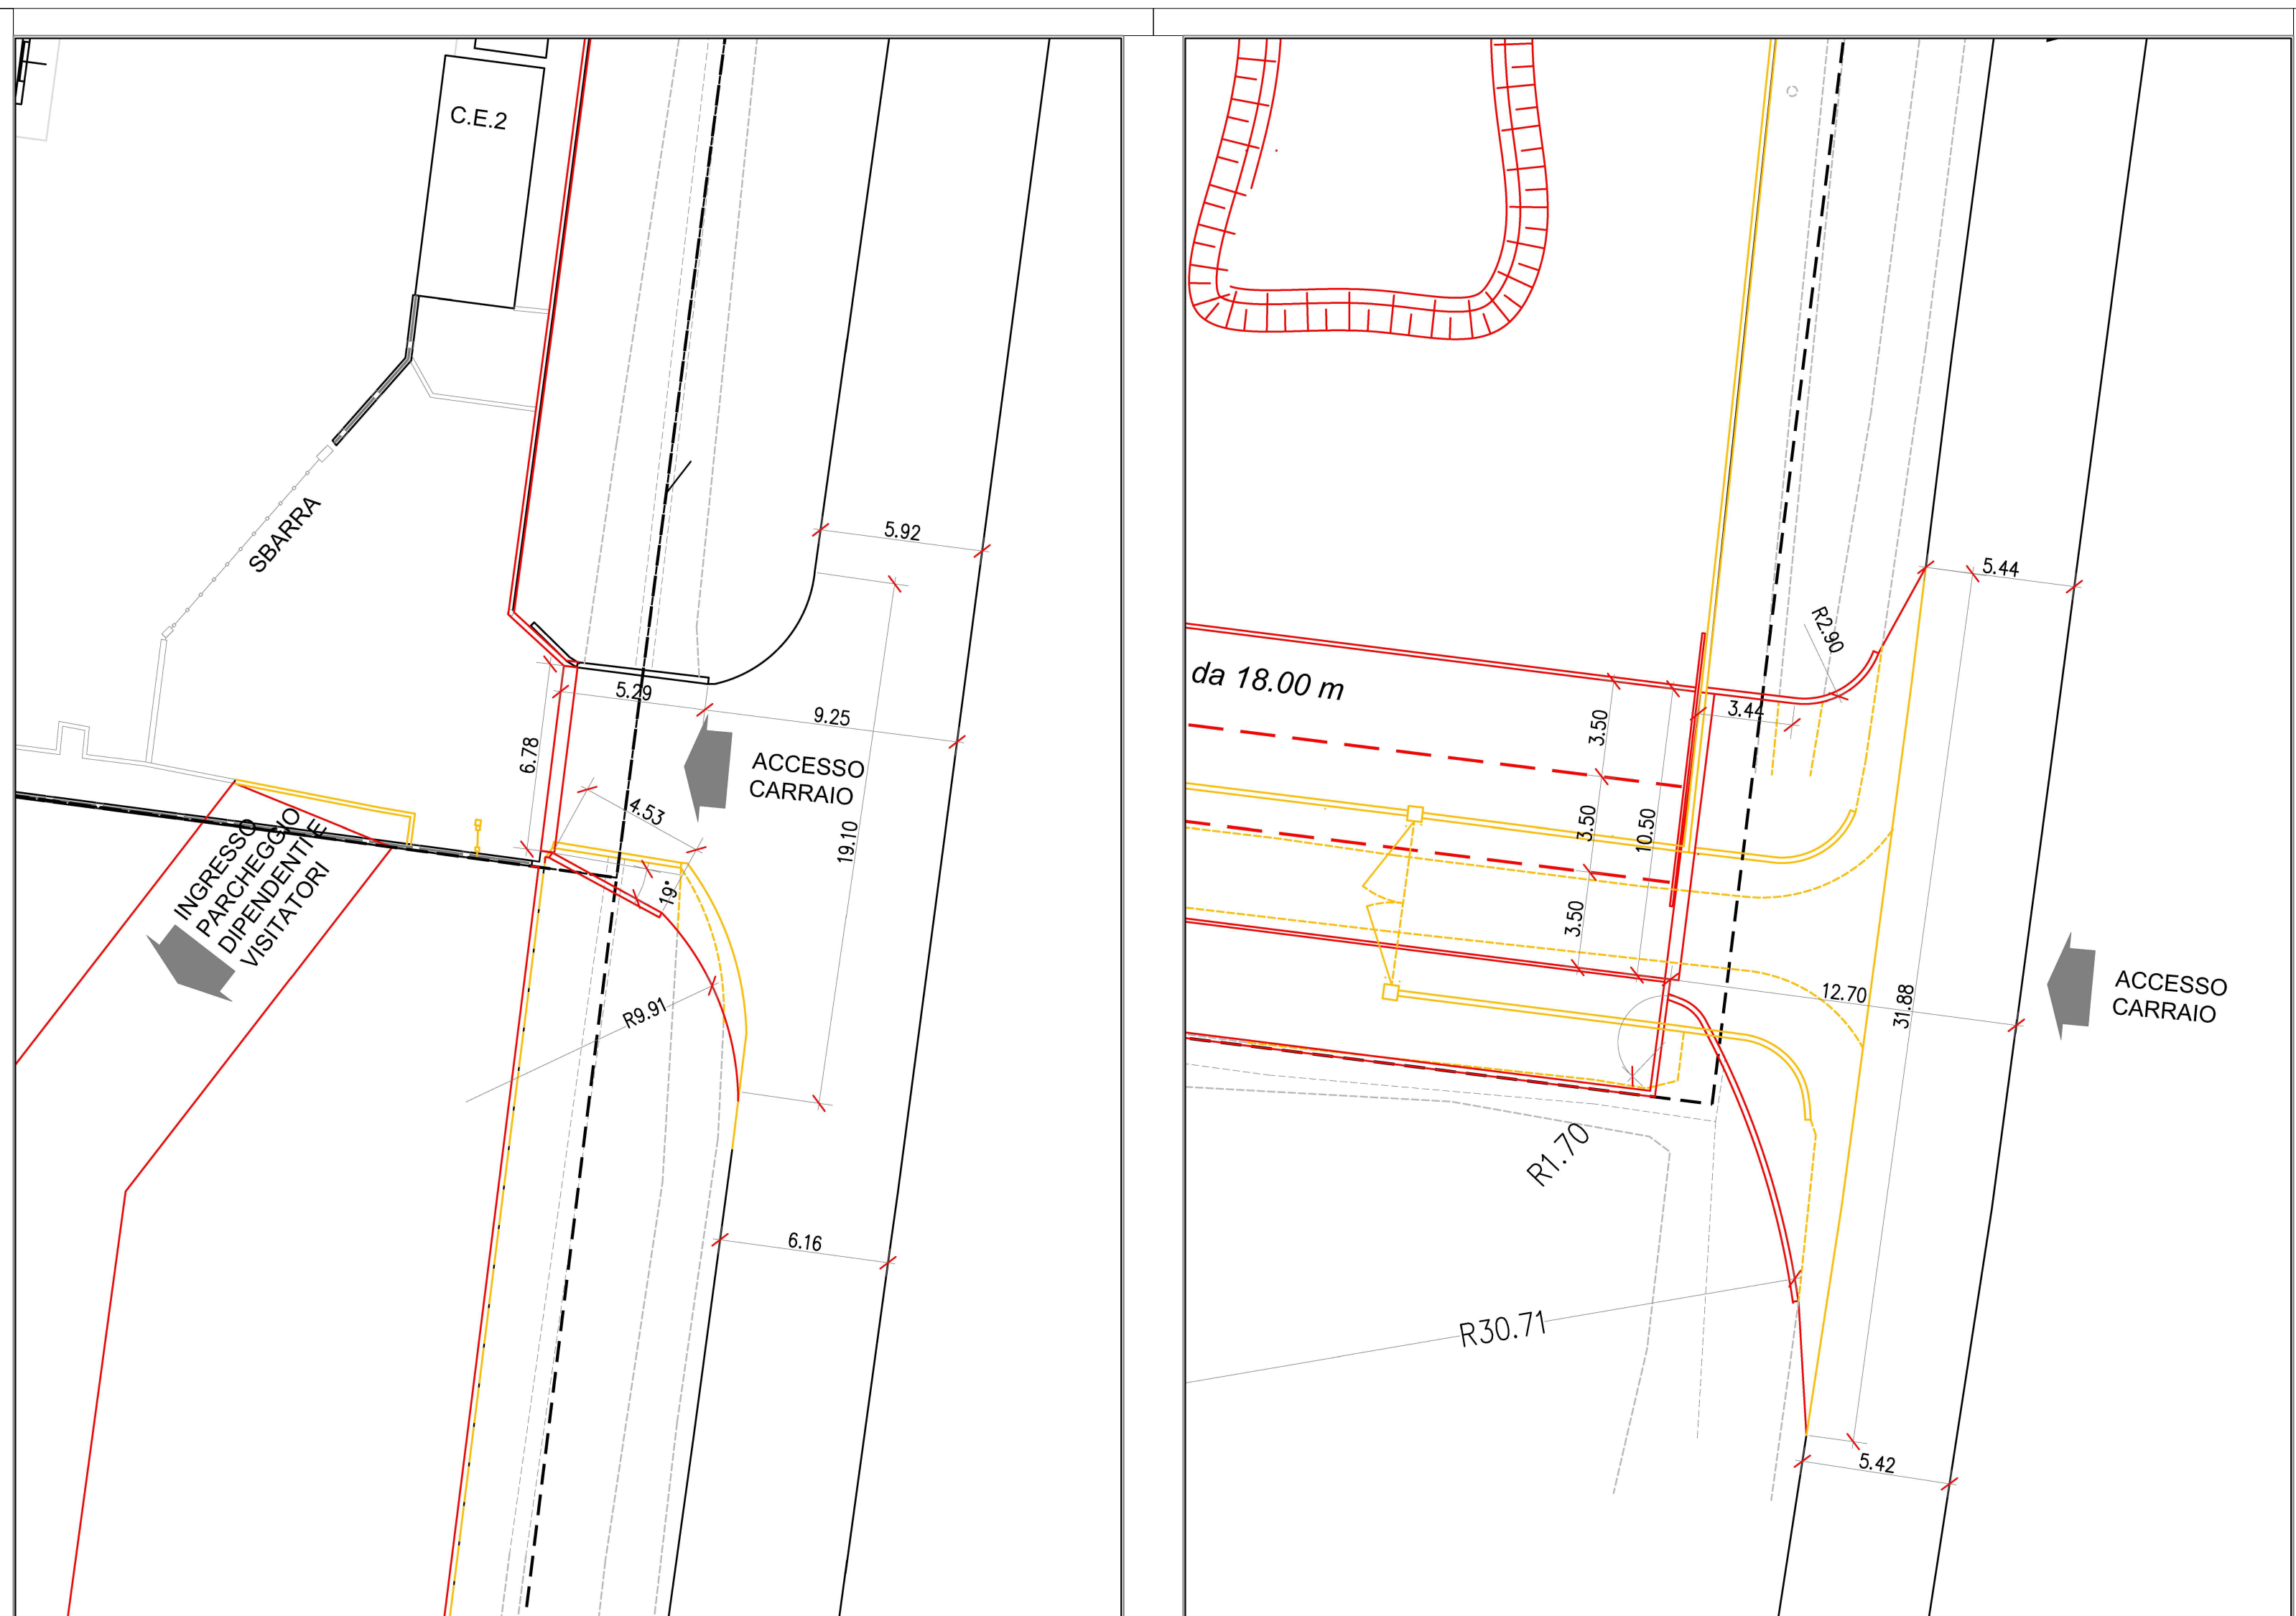 C.E.2
SBARRA
5.92
5.29
9.25
6.78
ACCESSO
CARRAIO
4.53
19.10
19°
INGRESSO
PARCHEGGIO
DIPENDENTI E
VISITATORI
R9.91
6.16
5.44
R2.90
da 18.00 m
3.44
3.50
3.50
10.50
3.50
12.70
31.88
ACCESSO
CARRAIO
R1.70
R30.71
5.42